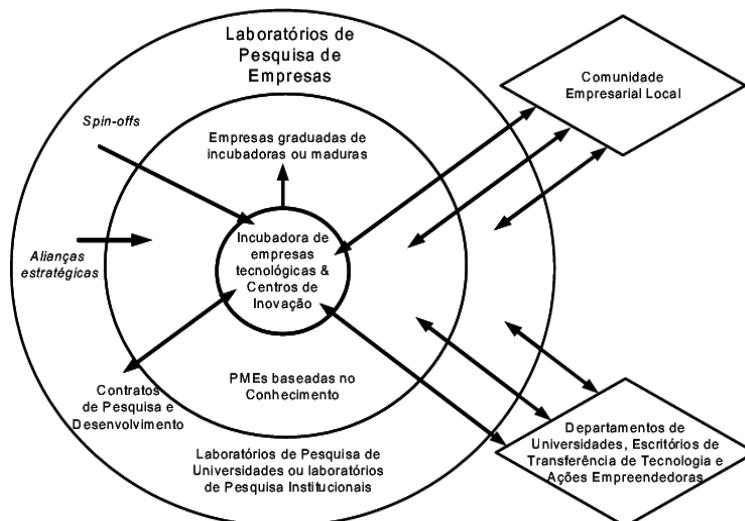 Laboratórios de
Pesquisa de
Empresas
Comunidade
Empresarial Local
Spin-offs
Empresas graduadas de
incubadoras ou maduras
Alianças
estratégicas
Incubadora de
empresas
tecnológicas &
Centros de
Inovação
Contratos
de Pesquisa e
Desenvolvimento
PMEs baseadas no
Conhecimento
Laboratórios de Pesquisa de
Universidades ou laboratórios
de Pesquisa Institucionais
Departamentos de
Universidades, Escritórios de
Transferência de Tecnologia e
Ações Empreendedoras